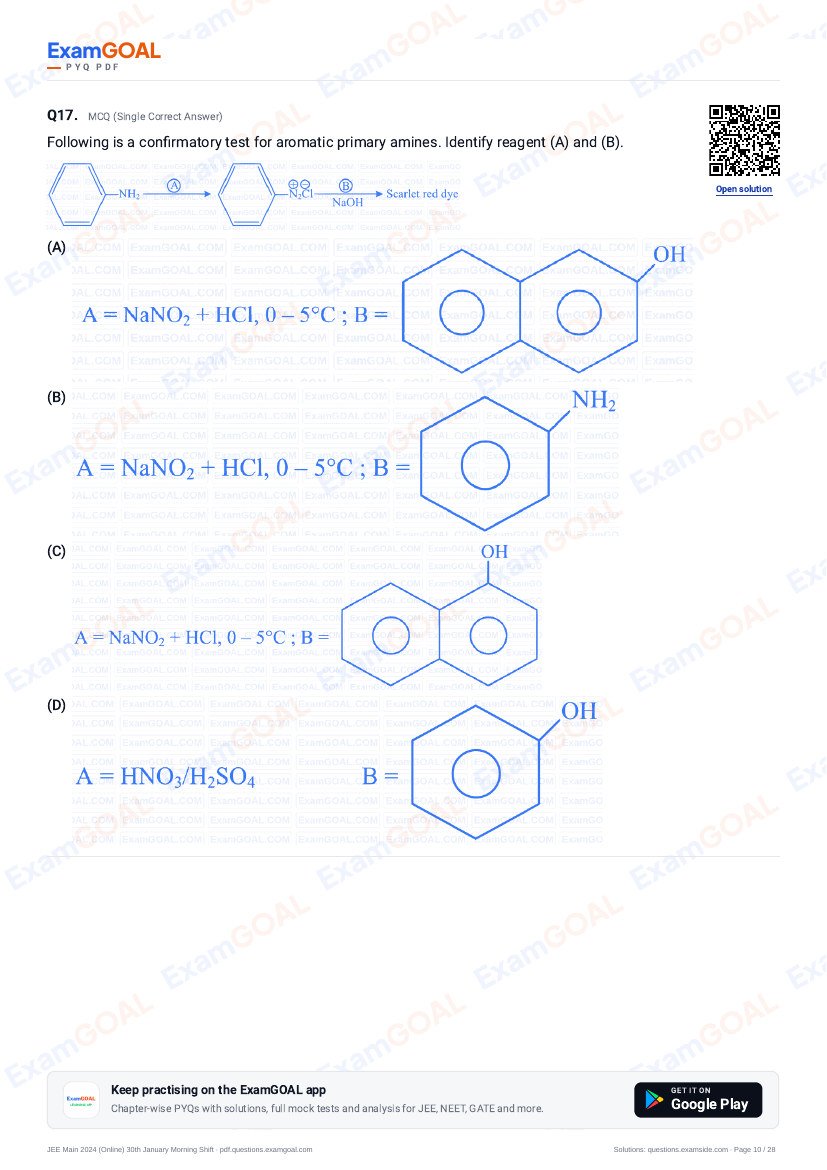 ExamGOAL
PYQ PDF
Q17. MCQ (Single Correct Answer)
Following is a confirmatory test for aromatic primary amines. Identify reagent (A) and (B).
Open solution
NH₂ A N₂Cl ⊕ ⊖ B NaOH Scarlet red dye
(A)
A = NaNO₂ + HCl, 0 – 5°C ; B =
OH
(B)
A = NaNO₂ + HCl, 0 – 5°C ; B =
NH₂
(C)
OH
A = NaNO₂ + HCl, 0 – 5°C ; B =
(D)
OH
A = HNO₃/H₂SO₄ B =
Keep practising on the ExamGOAL app
Chapter-wise PYQs with solutions, full mock tests and analysis for JEE, NEET, GATE and more.
GET IT ON
Google Play
JEE Main 2024 (Online) 30th January Morning Shift · pdf.questions.examgoal.com
Solutions: questions.examside.com · Page 10 / 28